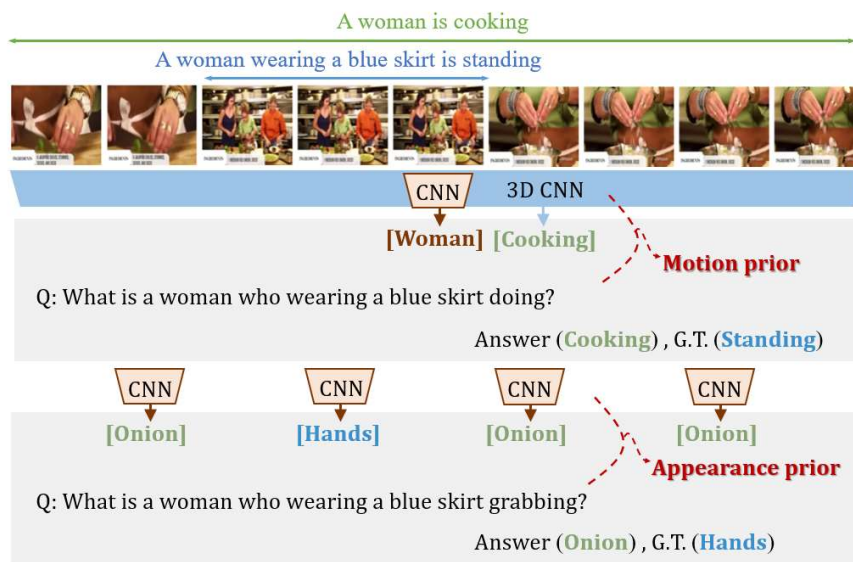 A woman is cooking
A woman wearing a blue skirt is standing
CNN 3D CNN
[Woman] [Cooking]
Motion prior
Q: What is a woman who wearing a blue skirt doing?
Answer (Cooking) , G.T. (Standing)
CNN CNN CNN CNN
[Onion] [Hands] [Onion] [Onion]
Appearance prior
Q: What is a woman who wearing a blue skirt grabbing?
Answer (Onion) , G.T. (Hands)